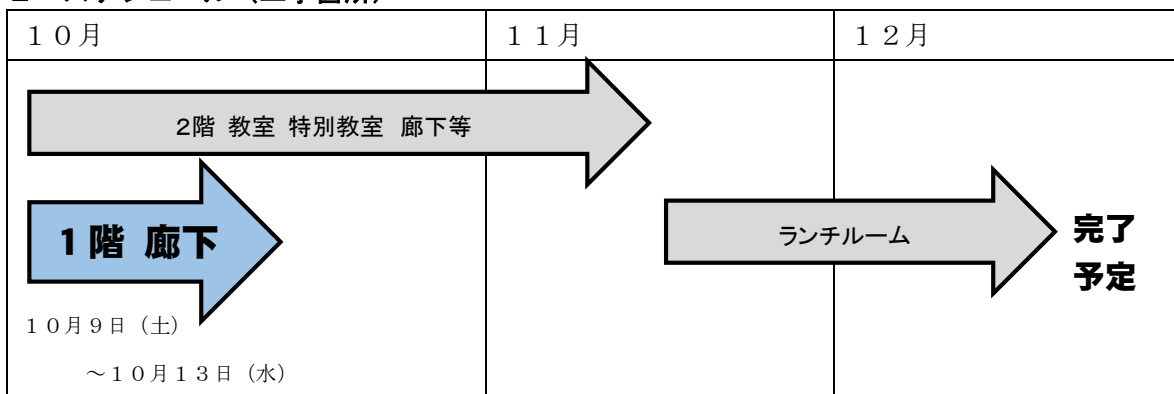 １０月
１１月
１２月
2階 教室 特別教室 廊下等
１階 廊下
ランチルーム
完了
予定
１０月９日（土）
～１０月１３日（水）